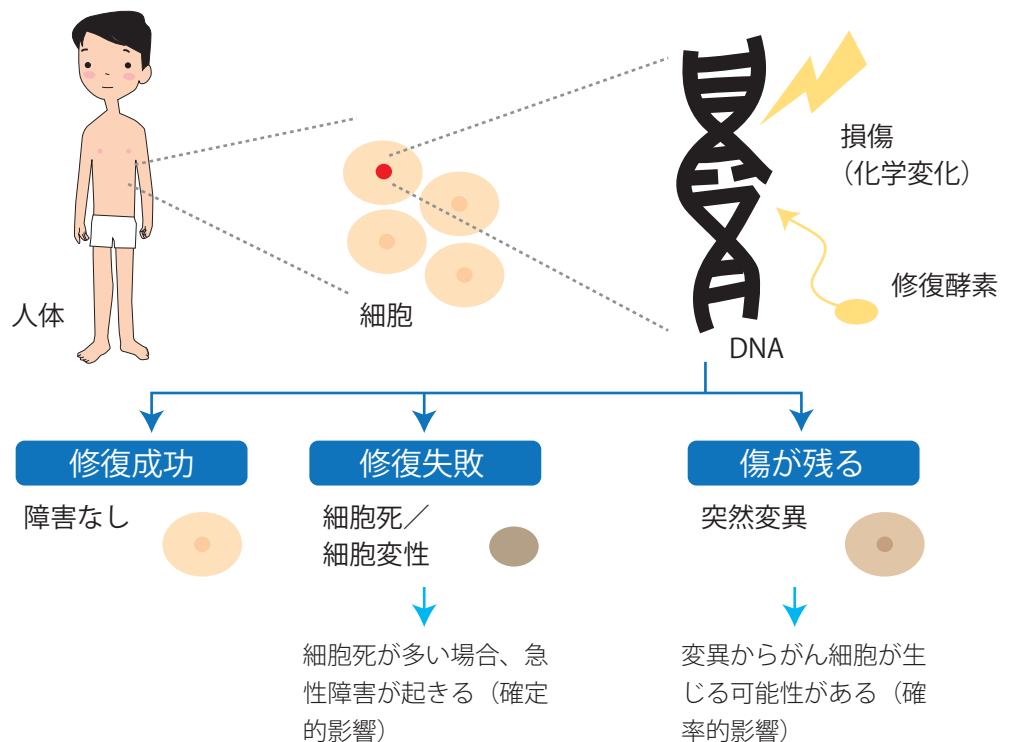 損傷
（化学変化）
修復酵素
人体
細胞
DNA
修復成功
障害なし
修復失敗
細胞死／
細胞変性
細胞死が多い場合、急
性障害が起きる（確定
的影響）
傷が残る
突然変異
変異からがん細胞が生
じる可能性がある（確
率的影響）